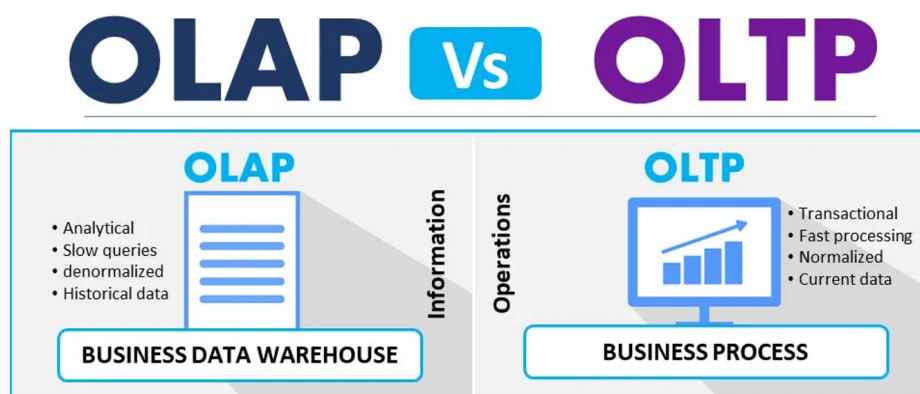 OLAP Vs OLTP
OLAP
• Analytical
• Slow queries
• denormalized
• Historical data
Information
BUSINESS DATA WAREHOUSE
Operations
OLTP
• Transactional
• Fast processing
• Normalized
• Current data
BUSINESS PROCESS